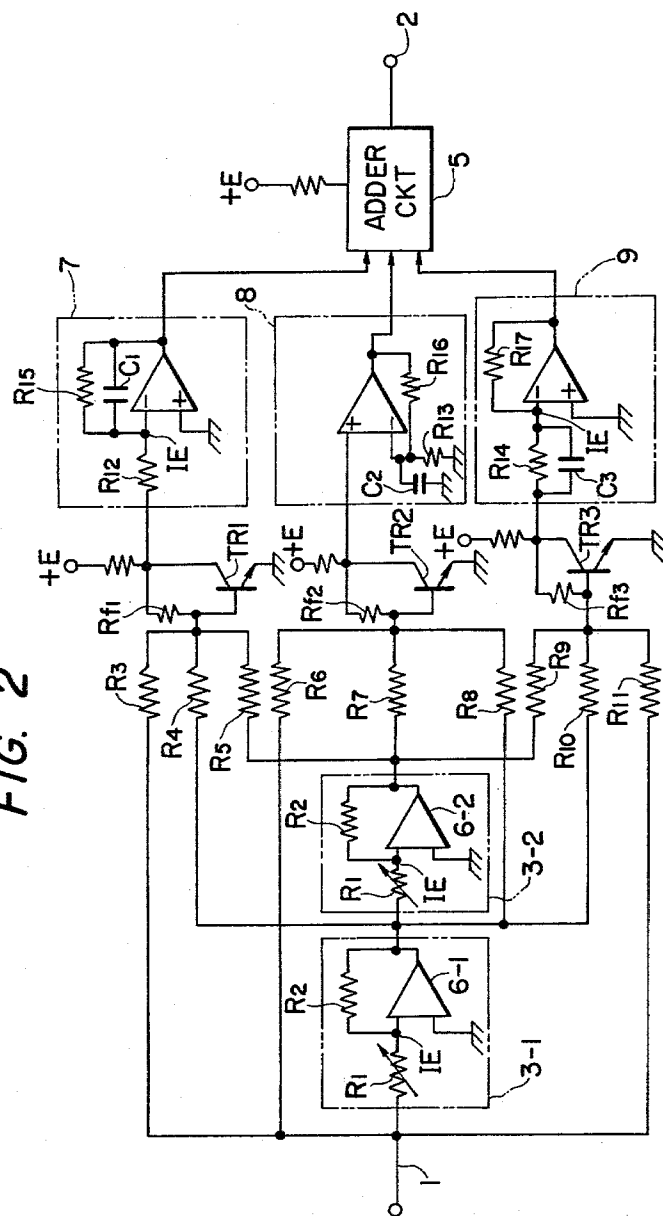 FIG. 2
1
R1
R2
IE
6-1
3-1
R1
R2
IE
6-2
3-2
R3
R4
R5
R6
R7
R8
R9
R10
R11
Rf1
+E
TR1
Rf2
+E
TR2
Rf3
+E
TR3
7
R12
IE
R15
C1
-
+
8
+
-
C2
R13
R16
9
R14
C3
IE
R17
-
+
+E
ADDER
CKT
5
2